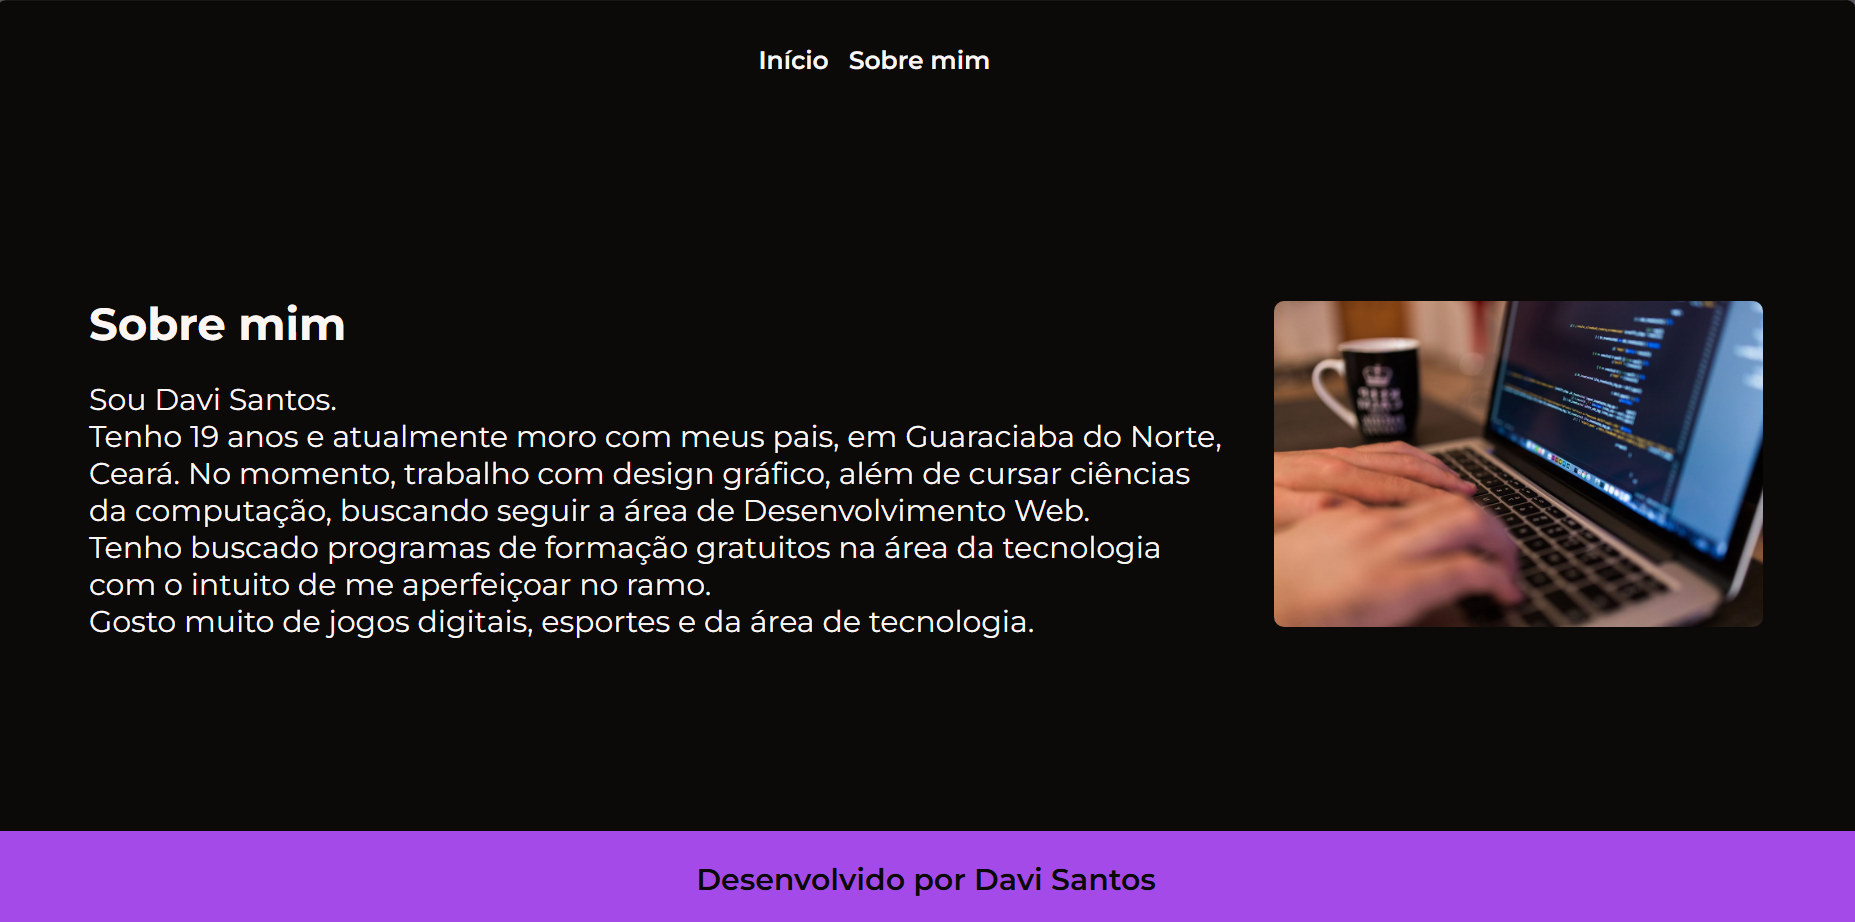 Início Sobre mim
Sobre mim
Sou Davi Santos.
Tenho 19 anos e atualmente moro com meus pais, em Guaraciaba do Norte,
Ceará. No momento, trabalho com design gráfico, além de cursar ciências
da computação, buscando seguir a área de Desenvolvimento Web.
Tenho buscado programas de formação gratuitos na área da tecnologia
com o intuito de me aperfeiçoar no ramo.
Gosto muito de jogos digitais, esportes e da área de tecnologia.
Desenvolvido por Davi Santos